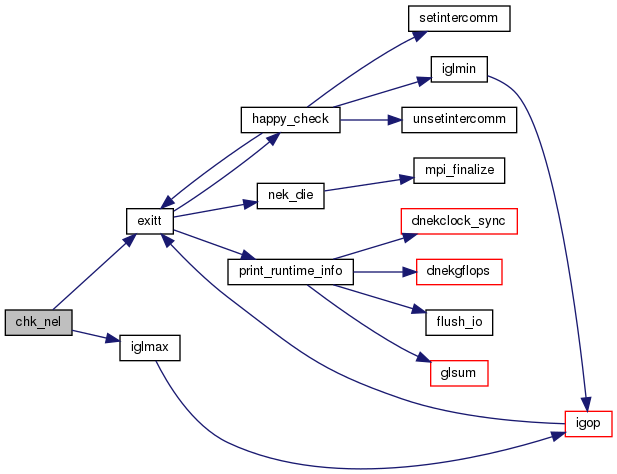 setintercomm
iglmin
happy_check
unsetintercomm
mpi_finalize
nek_die
exitt
dnekclock_sync
print_runtime_info
dnekgflops
chk_nel
flush_io
iglmax
glsum
igop